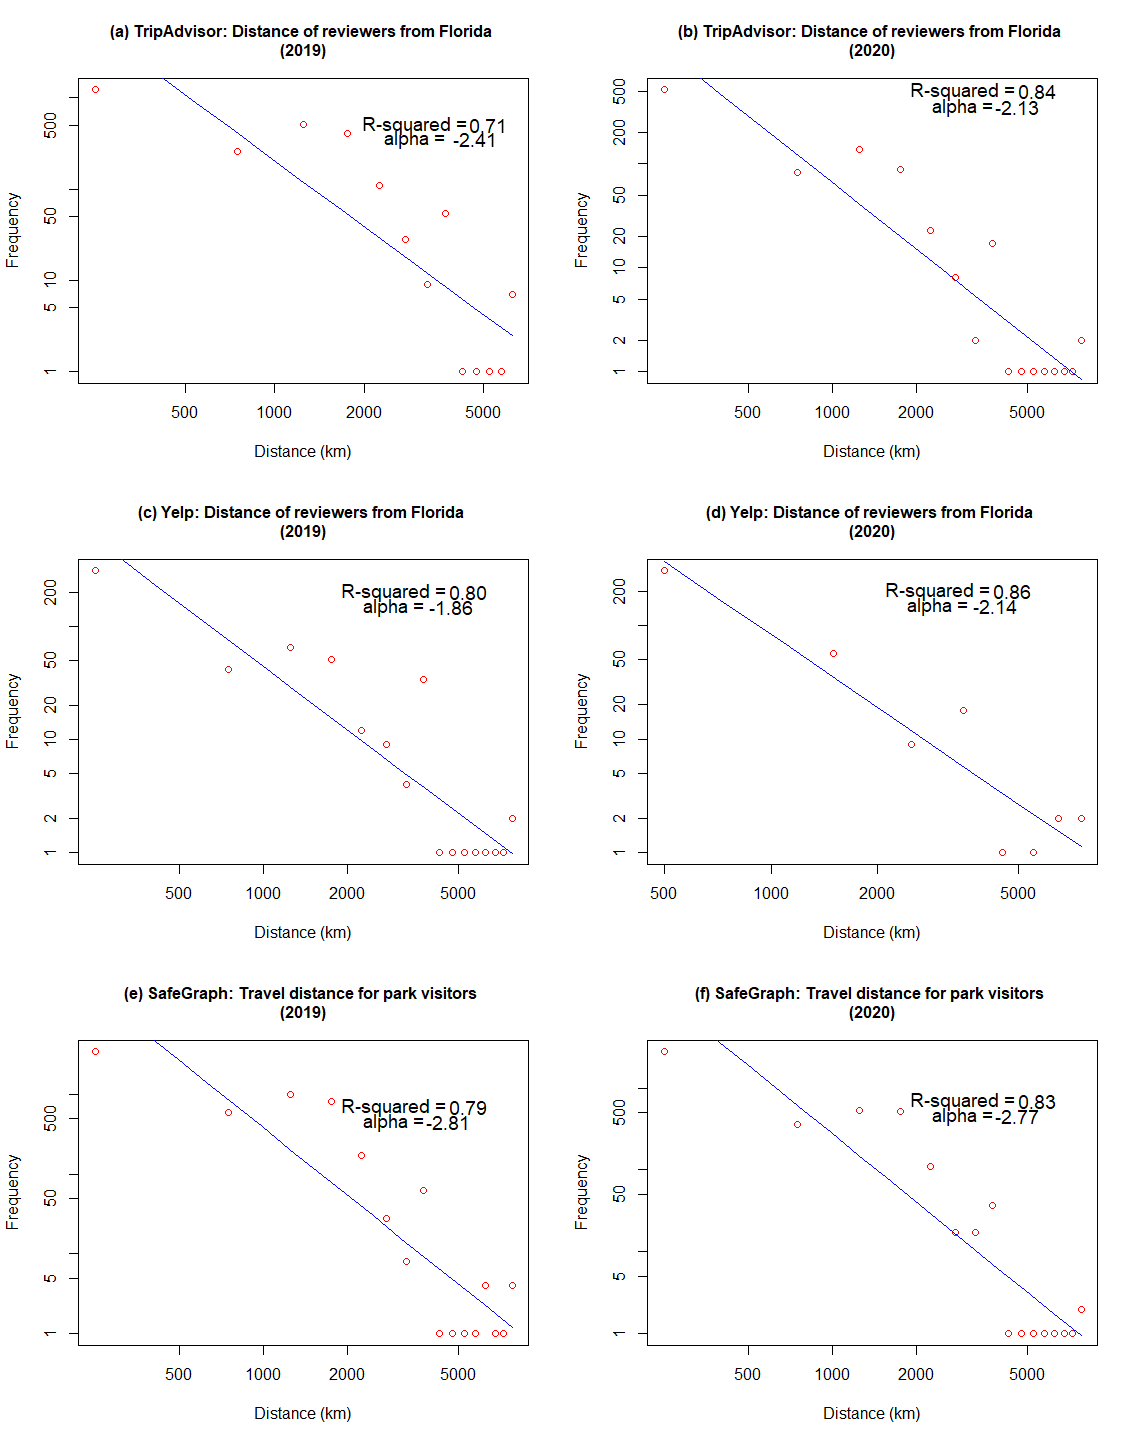 (a) TripAdvisor: Distance of reviewers from Florida
(2019)
R-squared = 0.71
alpha = -2.41
500
50
10
5
1
Frequency
500 1000 2000 5000
Distance (km)
(b) TripAdvisor: Distance of reviewers from Florida
(2020)
R-squared = 0.84
alpha = -2.13
500
200
50
20
10
5
2
1
Frequency
500 1000 2000 5000
Distance (km)
(c) Yelp: Distance of reviewers from Florida
(2019)
R-squared = 0.80
alpha = -1.86
200
50
20
10
5
2
1
Frequency
500 1000 2000 5000
Distance (km)
(d) Yelp: Distance of reviewers from Florida
(2020)
R-squared = 0.86
alpha = -2.14
200
50
20
10
5
2
1
Frequency
500 1000 2000 5000
Distance (km)
(e) SafeGraph: Travel distance for park visitors
(2019)
R-squared = 0.79
alpha = -2.81
500
50
5
1
Frequency
500 1000 2000 5000
Distance (km)
(f) SafeGraph: Travel distance for park visitors
(2020)
R-squared = 0.83
alpha = -2.77
500
50
5
1
Frequency
500 1000 2000 5000
Distance (km)